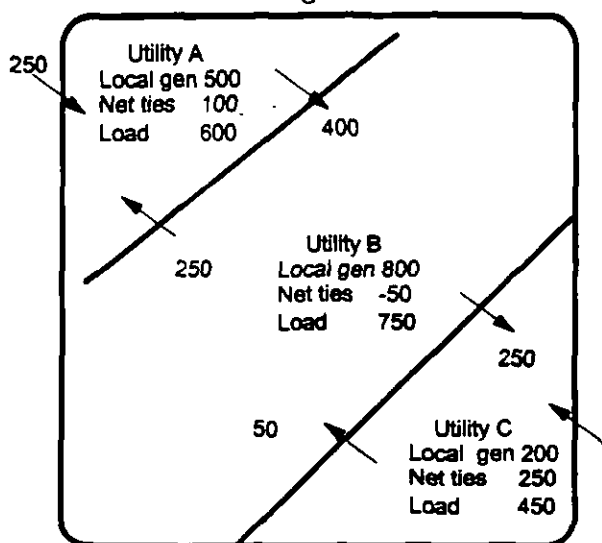 Utility A
250
Local gen 500
Net ties 100
Load 600
400
250
Utility B
Local gen 800
Net ties -50
Load 750
250
50
Utility C
Local gen 200
Net ties 250
Load 450